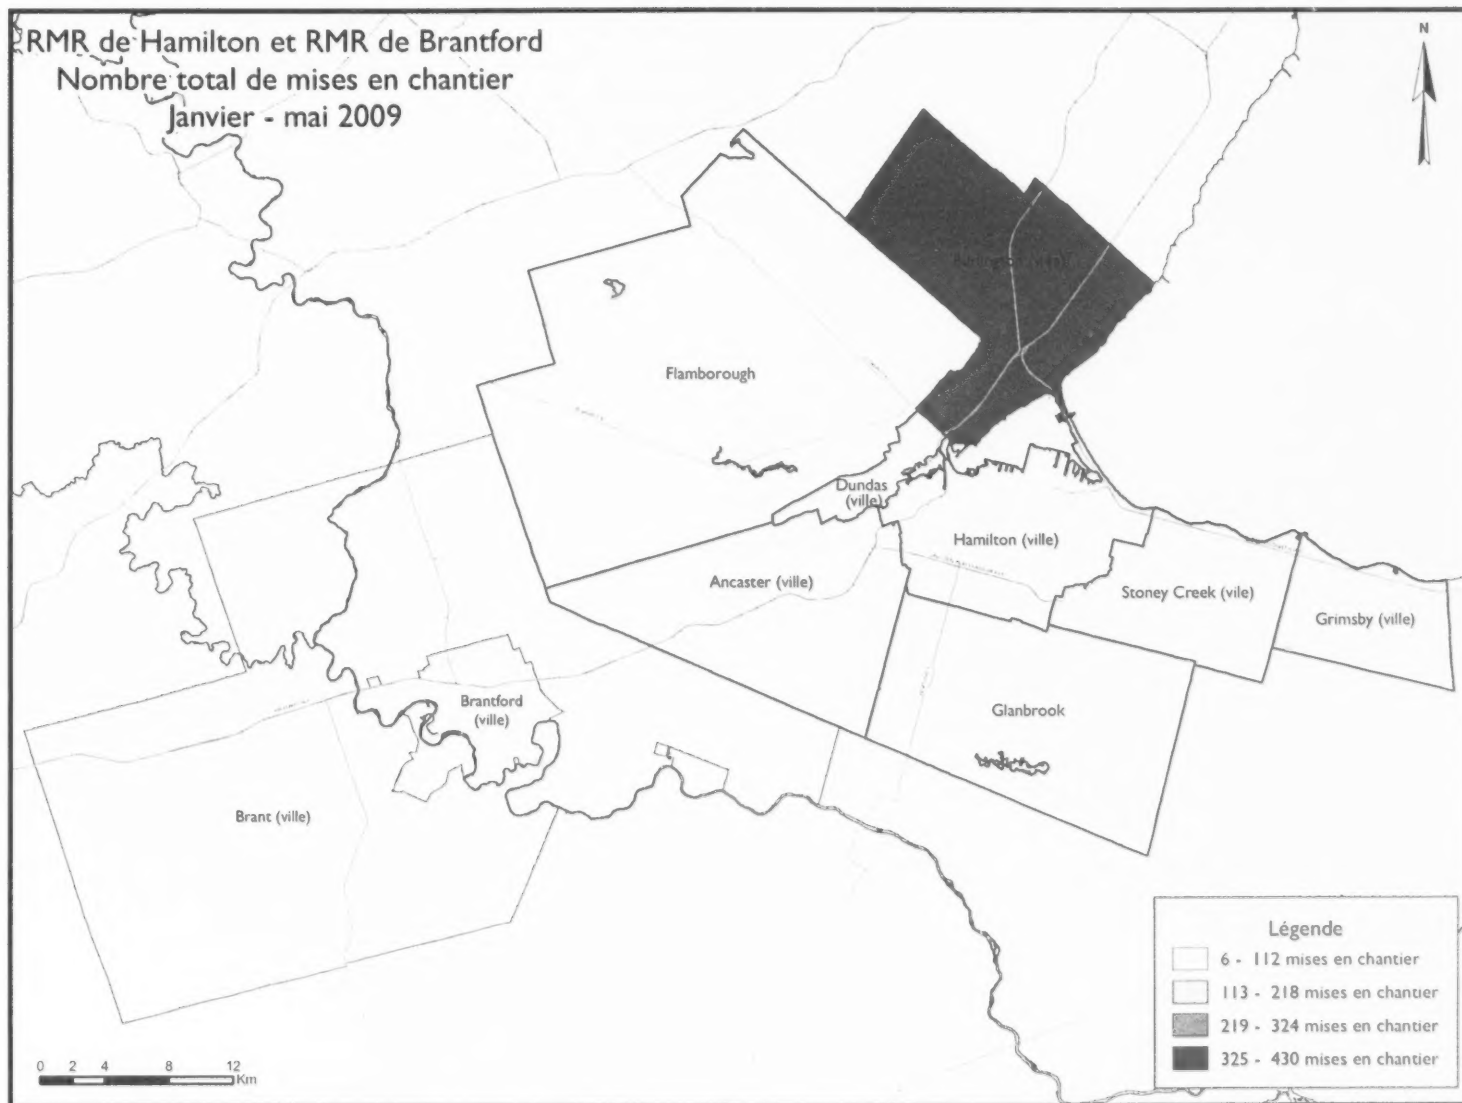 RMR de Hamilton et RMR de Brantford
Nombre total de mises en chantier
Janvier - mai 2009
N
Burlington (ville)
Flamborough
Dundas
(ville)
Hamilton (ville)
Ancaster (ville)
Stoney Creek (vile)
Grimsby (ville)
Brantford
(ville)
Glanbrook
Brant (ville)
Légende
6 - 112 mises en chantier
113 - 218 mises en chantier
219 - 324 mises en chantier
325 - 430 mises en chantier
0 2 4 8 12
Km